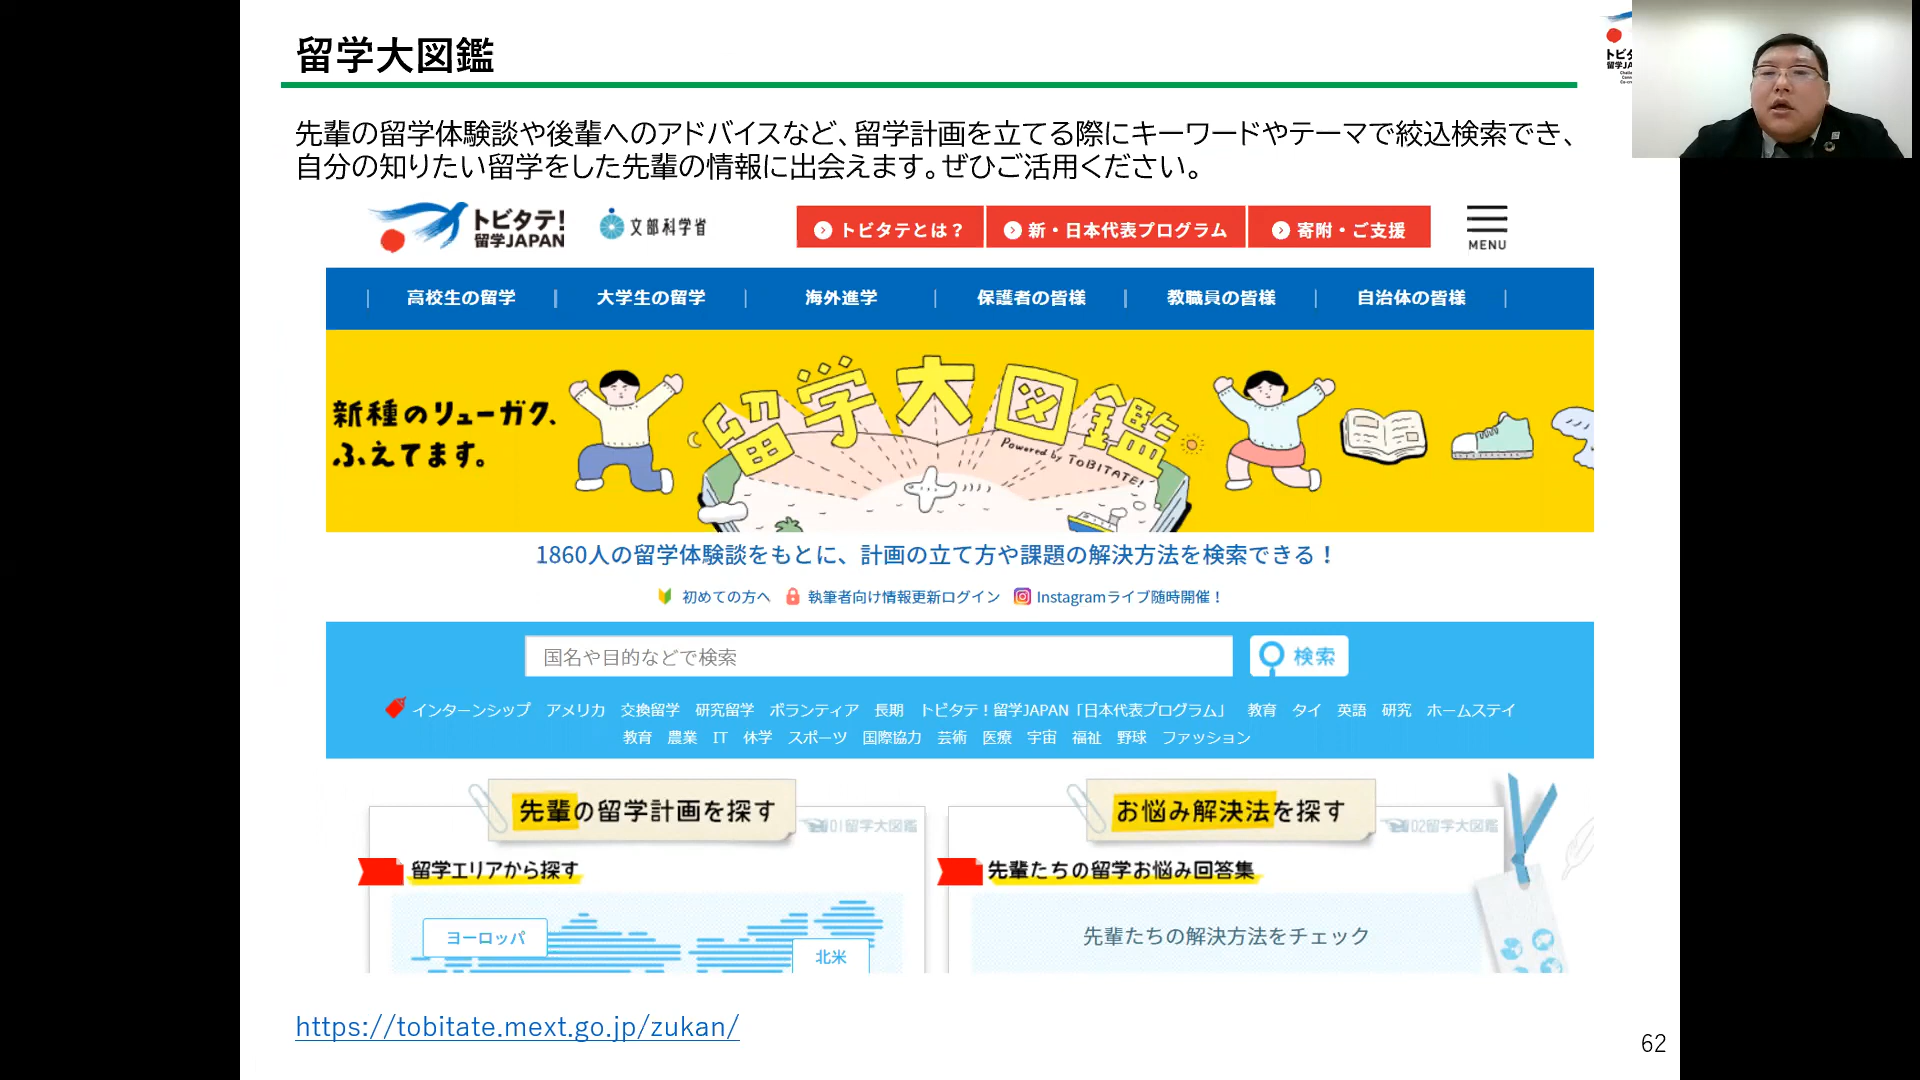 留学大図鑑
先輩の留学体験談や後輩へのアドバイスなど、留学計画を立てる際にキーワードやテーマで絞込検索でき、
自分の知りたい留学をした先輩の情報に出会えます。ぜひご活用ください。
トビタテ!
留学JAPAN
文部科学省
トビタテとは？
新・日本代表プログラム
寄附・ご支援
MENU
高校生の留学
大学生の留学
海外進学
保護者の皆様
教職員の皆様
自治体の皆様
新種のリューガク、
ふえてます。
留学大図鑑
Powered by ToBITATE!
1860人の留学体験談をもとに、計画の立て方や課題の解決方法を検索できる！
初めての方へ 執筆者向け情報更新ログイン Instagramライブ随時開催！
国名や目的などで検索
検索
インターンシップ アメリカ 交換留学 研究留学 ボランティア 長期 トビタテ！留学JAPAN「日本代表プログラム」 教育 タイ 英語 研究 ホームステイ
教育 農業 IT 休学 スポーツ 国際協力 芸術 医療 宇宙 福祉 野球 ファッション
先輩の留学計画を探す
01留学大図鑑
留学エリアから探す
ヨーロッパ
北米
お悩み解決法を探す
02留学大図鑑
先輩たちの留学お悩み回答集
先輩たちの解決方法をチェック
https://tobitate.mext.go.jp/zukan/
62